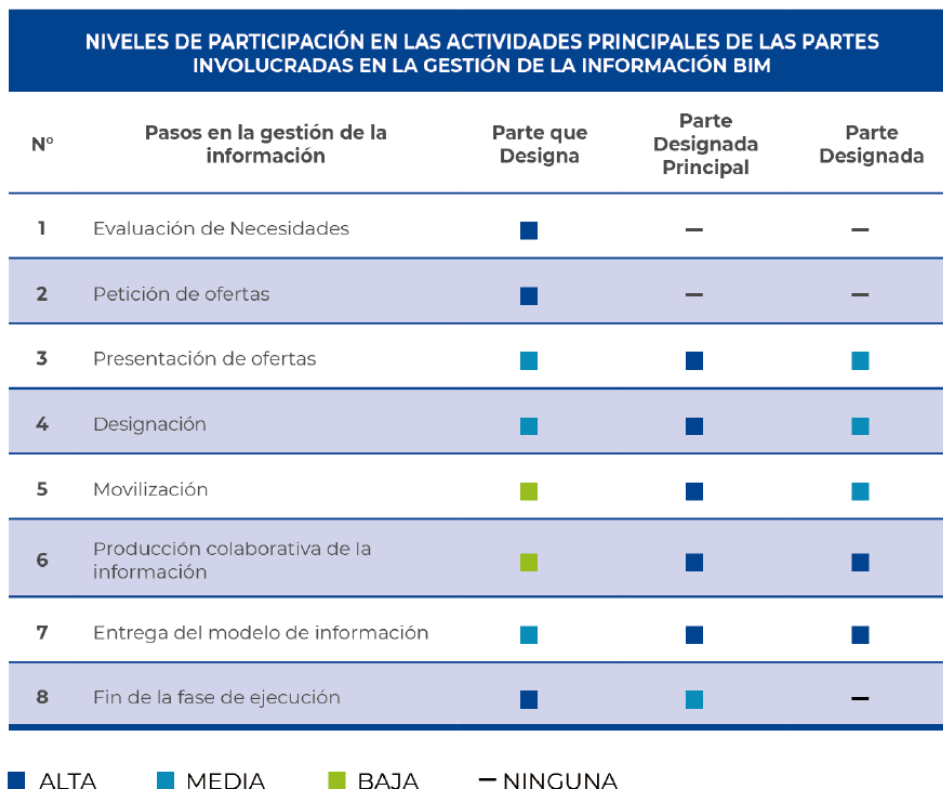 NIVELES DE PARTICIPACIÓN EN LAS ACTIVIDADES PRINCIPALES DE LAS PARTES
INVOLUCRADAS EN LA GESTIÓN DE LA INFORMACIÓN BIM
N°
Pasos en la gestión de la
información
Parte que
Designa
Parte
Designada
Principal
Parte
Designada
1 Evaluación de Necesidades – –
2 Petición de ofertas – –
3 Presentación de ofertas
4 Designación
5 Movilización
6 Producción colaborativa de la
información
7 Entrega del modelo de información
8 Fin de la fase de ejecución –
ALTA MEDIA BAJA – NINGUNA